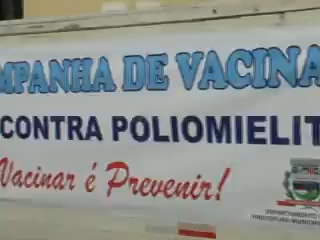 MPANHA DE VACINA
CONTRA POLIOMIELIT
Vacinar é Prevenir!